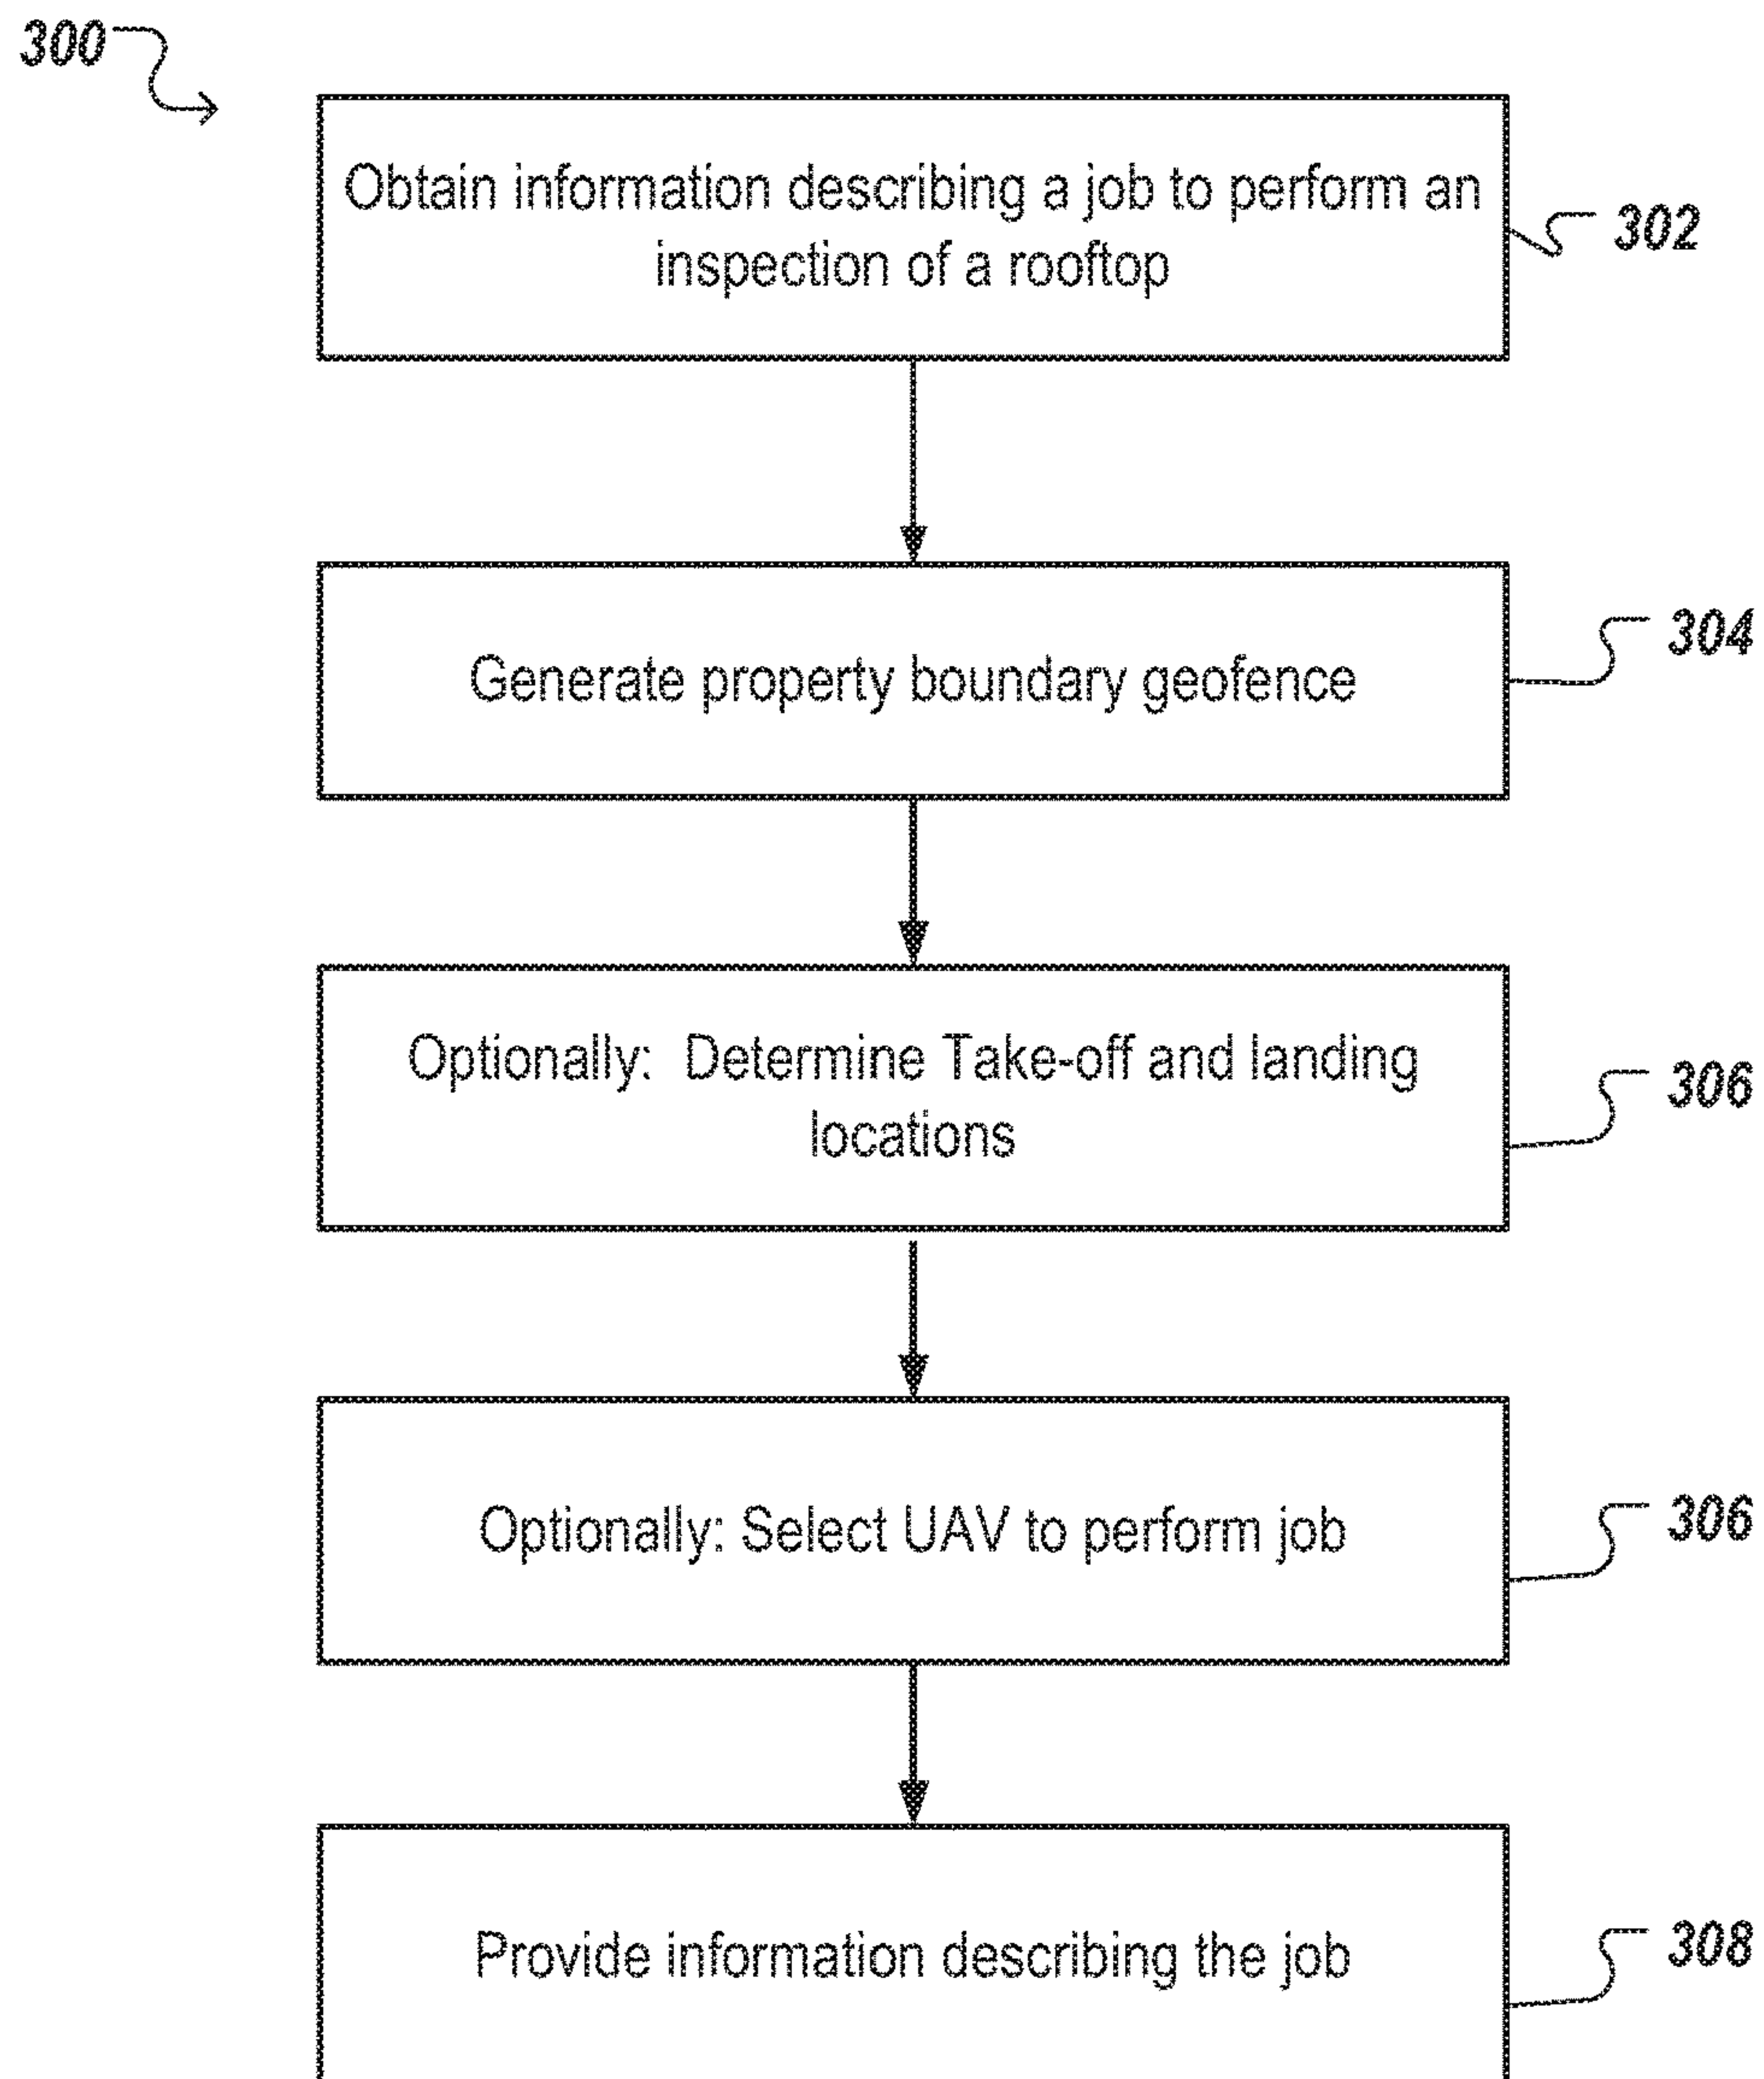 300
Obtain information describing a job to perform an
inspection of a rooftop
302
Generate property boundary geofence
304
Optionally: Determine Take-off and landing
locations
306
Optionally: Select UAV to perform job
306
Provide information describing the job
308